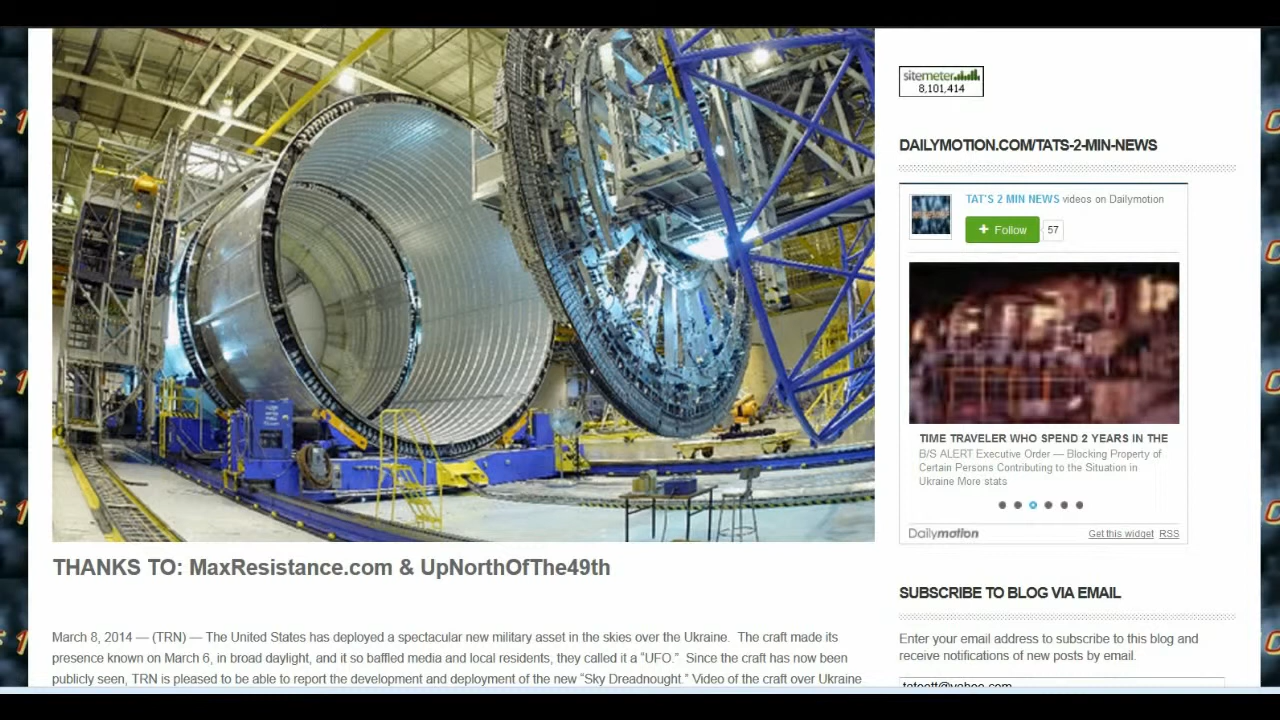 sitemeter
8,101,414
DAILYMOTION.COM/TATS-2-MIN-NEWS
TAT'S 2 MIN NEWS videos on Dailymotion
+ Follow 57
TIME TRAVELER WHO SPEND 2 YEARS IN THE
B/S ALERT Executive Order — Blocking Property of
Certain Persons Contributing to the Situation in
Ukraine More stats
Dailymotion Get this widget RSS
THANKS TO: MaxResistance.com & UpNorthOfThe49th
March 8, 2014 — (TRN) — The United States has deployed a spectacular new military asset in the skies over the Ukraine. The craft made its
presence known on March 6, in broad daylight, and it so baffled media and local residents, they called it a “UFO.” Since the craft has now been
publicly seen, TRN is pleased to be able to report the development and deployment of the new “Sky Dreadnought.” Video of the craft over Ukraine
SUBSCRIBE TO BLOG VIA EMAIL
Enter your email address to subscribe to this blog and
receive notifications of new posts by email.